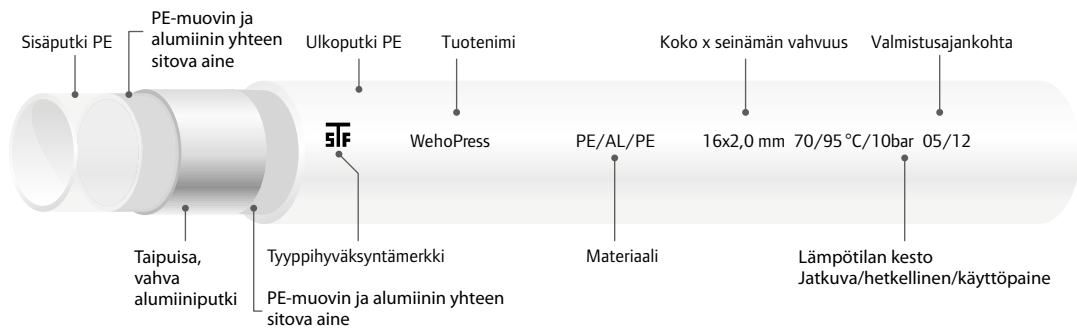 PE-muovin ja
alumiinin yhteen
sitova aine
Sisäputki PE
Ulkoputki PE
Tuotenimi
Koko x seinämän vahvuus
Valmistusajankohta
STF
WehoPress
PE/AL/PE
16x2,0 mm 70/95 °C/10bar 05/12
Taipuisa,
vahva
alumiiniputki
Tyyppihyväksyntämerkki
PE-muovin ja alumiinin yhteen
sitova aine
Materiaali
Lämpötilan kesto
Jatkuva/hetkellinen/käyttöpaine